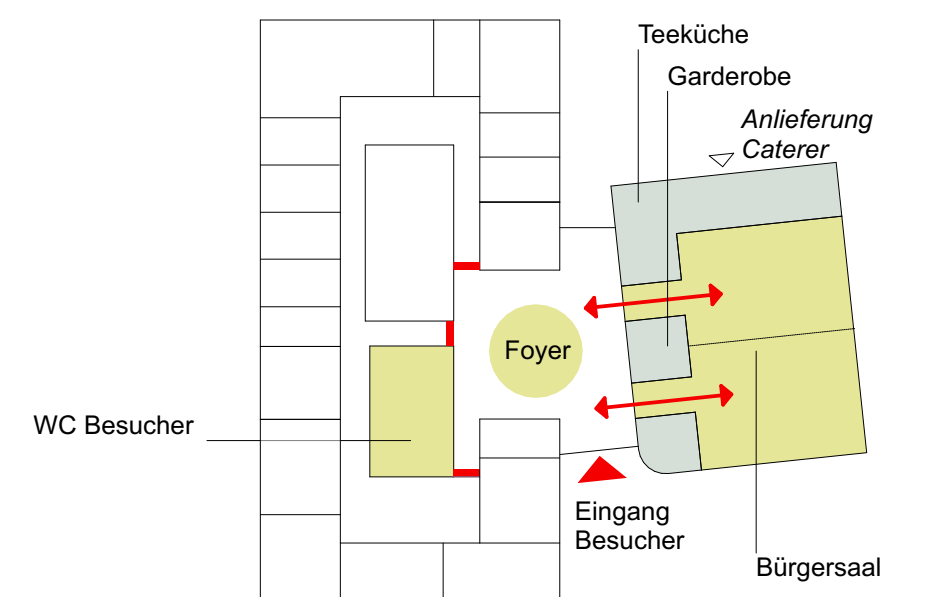 Teeküche
Garderobe
Anlieferung
Caterer
Foyer
WC Besucher
Eingang
Besucher
Bürgersaal